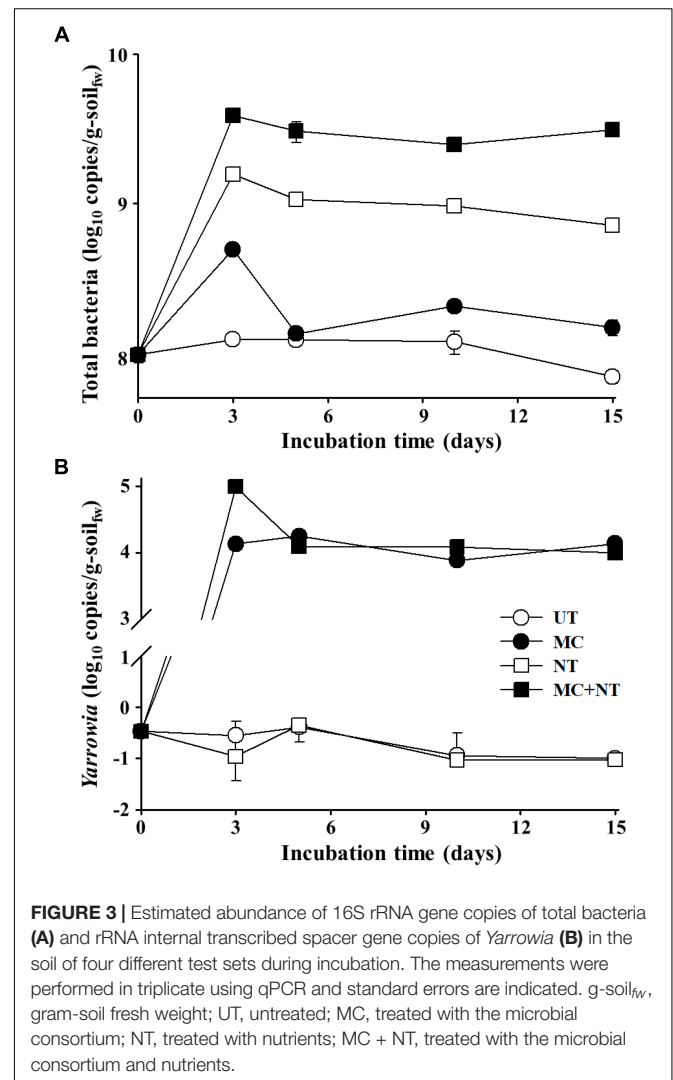 A
10
9
8
Total bacteria (log10 copies/g-soilfw)
0 3 6 9 12 15
Incubation time (days)
B
5
4
3
1
0
-1
-2
Yarrowia (log10 copies/g-soilfw)
UT
MC
NT
MC+NT
0 3 6 9 12 15
Incubation time (days)
FIGURE 3 | Estimated abundance of 16S rRNA gene copies of total bacteria
(A) and rRNA internal transcribed spacer gene copies of Yarrowia (B) in the
soil of four different test sets during incubation. The measurements were
performed in triplicate using qPCR and standard errors are indicated. g-soilfw,
gram-soil fresh weight; UT, untreated; MC, treated with the microbial
consortium; NT, treated with nutrients; MC + NT, treated with the microbial
consortium and nutrients.